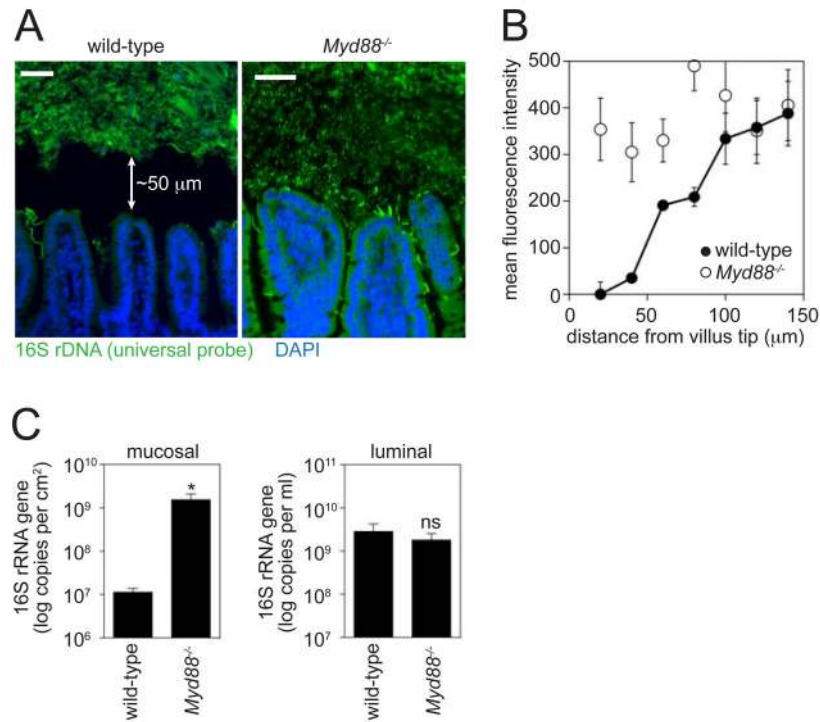 A
wild-type
Myd88-/-
~50 μm
16S rDNA (universal probe)
DAPI
B
mean fluorescence intensity
500
400
300
200
100
0
wild-type
Myd88-/-
0
50
100
150
distance from villus tip (μm)
C
mucosal
16S rRNA gene
(log copies per cm2)
10^10
10^9
10^8
10^7
10^6
*
wild-type
Myd88-/-
luminal
16S rRNA gene
(log copies per ml)
10^11
10^10
10^9
10^8
10^7
ns
wild-type
Myd88-/-